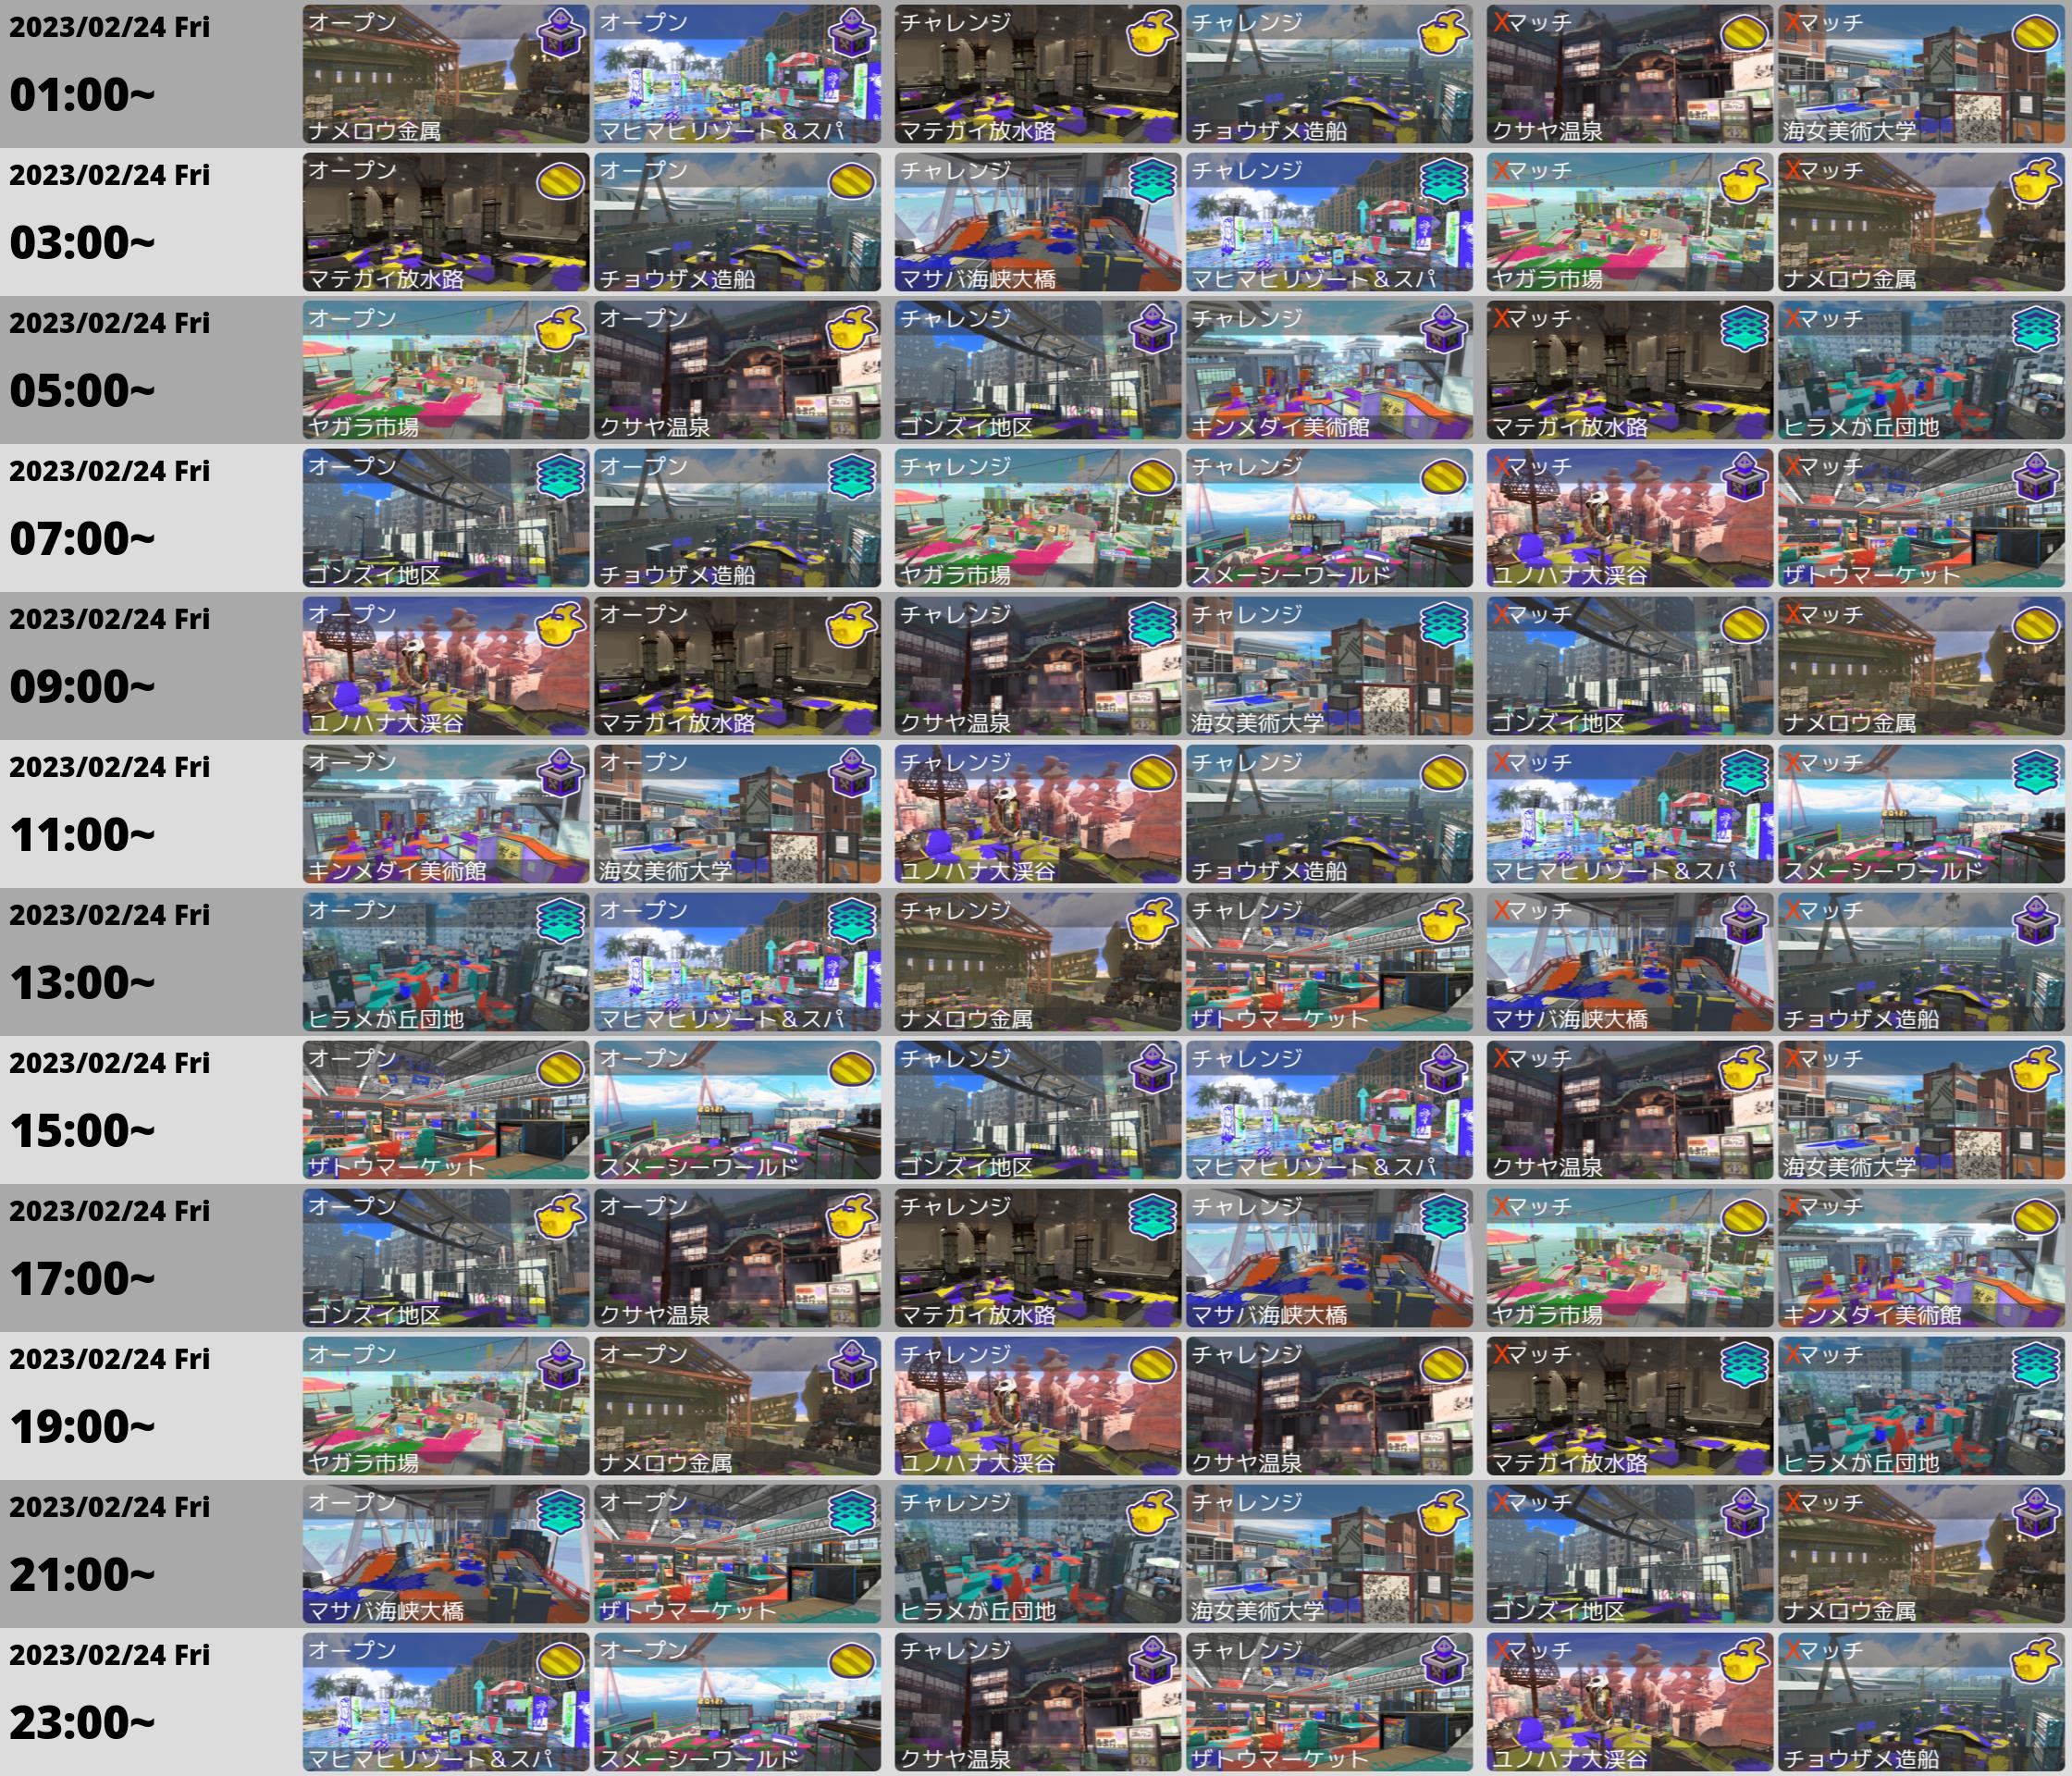 2023/02/24 Fri
01:00~
オープン オープン チャレンジ チャレンジ Xマッチ Xマッチ
ナメロウ金属 マヒマヒリゾート＆スパ マテガイ放水路 チョウザメ造船 クサヤ温泉 海女美術大学
2023/02/24 Fri
03:00~
オープン オープン チャレンジ チャレンジ Xマッチ Xマッチ
マテガイ放水路 チョウザメ造船 マサバ海峡大橋 マヒマヒリゾート＆スパ ヤガラ市場 ナメロウ金属
2023/02/24 Fri
05:00~
オープン オープン チャレンジ チャレンジ Xマッチ Xマッチ
ヤガラ市場 クサヤ温泉 ゴンズイ地区 キンメダイ美術館 マテガイ放水路 ヒラメが丘団地
2023/02/24 Fri
07:00~
オープン オープン チャレンジ チャレンジ Xマッチ Xマッチ
ゴンズイ地区 チョウザメ造船 ヤガラ市場 スメーシーワールド ユノハナ大渓谷 ザトウマーケット
2023/02/24 Fri
09:00~
オープン オープン チャレンジ チャレンジ Xマッチ Xマッチ
ユノハナ大渓谷 マテガイ放水路 クサヤ温泉 海女美術大学 ゴンズイ地区 ナメロウ金属
2023/02/24 Fri
11:00~
オープン オープン チャレンジ チャレンジ Xマッチ Xマッチ
キンメダイ美術館 海女美術大学 ユノハナ大渓谷 チョウザメ造船 マヒマヒリゾート＆スパ スメーシーワールド
2023/02/24 Fri
13:00~
オープン オープン チャレンジ チャレンジ Xマッチ Xマッチ
ヒラメが丘団地 マヒマヒリゾート＆スパ ナメロウ金属 ザトウマーケット マサバ海峡大橋 チョウザメ造船
2023/02/24 Fri
15:00~
オープン オープン チャレンジ チャレンジ Xマッチ Xマッチ
ザトウマーケット スメーシーワールド ゴンズイ地区 マヒマヒリゾート＆スパ クサヤ温泉 海女美術大学
2023/02/24 Fri
17:00~
オープン オープン チャレンジ チャレンジ Xマッチ Xマッチ
ゴンズイ地区 クサヤ温泉 マテガイ放水路 マサバ海峡大橋 ヤガラ市場 キンメダイ美術館
2023/02/24 Fri
19:00~
オープン オープン チャレンジ チャレンジ Xマッチ Xマッチ
ヤガラ市場 ナメロウ金属 ユノハナ大渓谷 クサヤ温泉 マテガイ放水路 ヒラメが丘団地
2023/02/24 Fri
21:00~
オープン オープン チャレンジ チャレンジ Xマッチ Xマッチ
マサバ海峡大橋 ザトウマーケット ヒラメが丘団地 海女美術大学 ゴンズイ地区 ナメロウ金属
2023/02/24 Fri
23:00~
オープン オープン チャレンジ チャレンジ Xマッチ Xマッチ
マヒマヒリゾート＆スパ スメーシーワールド クサヤ温泉 ザトウマーケット ユノハナ大渓谷 チョウザメ造船